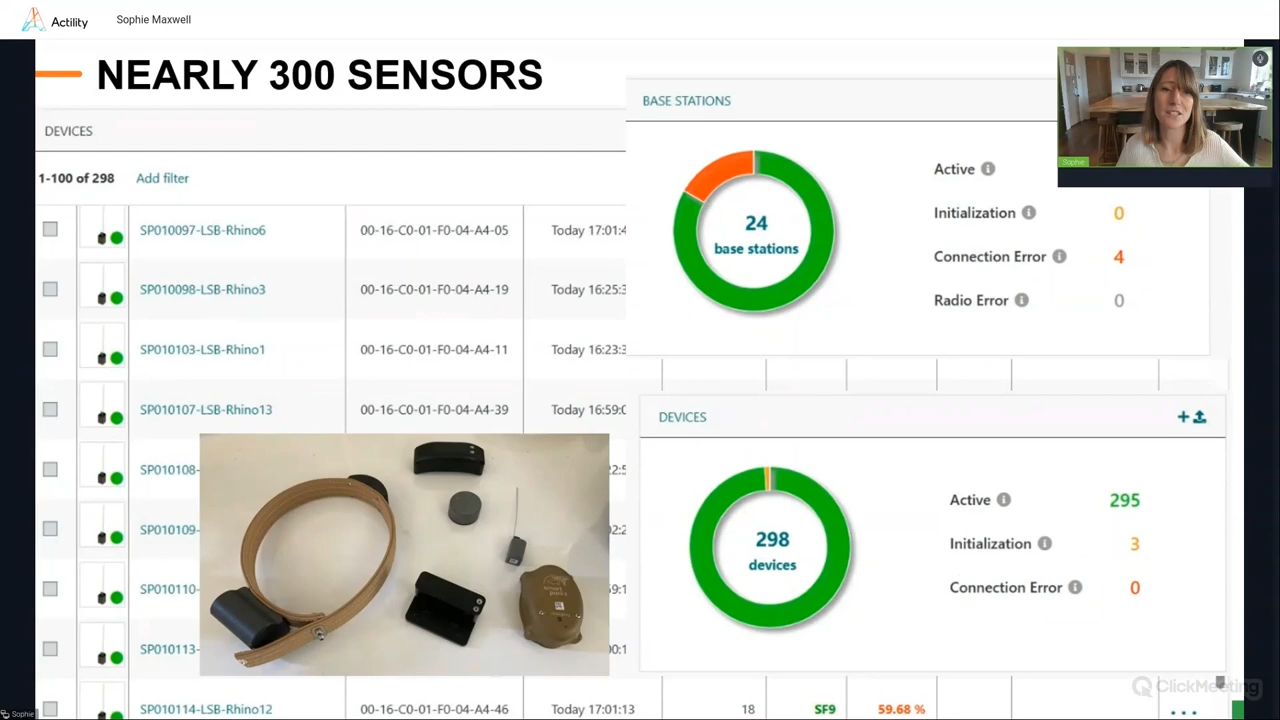 Actility
Sophie Maxwell
NEARLY 300 SENSORS
DEVICES
1-100 of 298 Add filter
SP010097-LSB-Rhino6 00-16-C0-01-F0-04-A4-05 Today 17:01:4
SP010098-LSB-Rhino3 00-16-C0-01-F0-04-A4-19 Today 16:25:3
SP010103-LSB-Rhino1 00-16-C0-01-F0-04-A4-11 Today 16:23:3
SP010107-LSB-Rhino13 00-16-C0-01-F0-04-A4-39 Today 16:59:0
SP010108-
SP010109-
SP010110-
SP010113-
SP010114-LSB-Rhino12 00-16-C0-01-F0-04-A4-46 Today 17:01:13 18 SF9 59.68 %
BASE STATIONS
24
base stations
Active
Initialization 0
Connection Error 4
Radio Error 0
DEVICES
298
devices
Active 295
Initialization 3
Connection Error 0
Sophie
ClickMeeting
Sophie